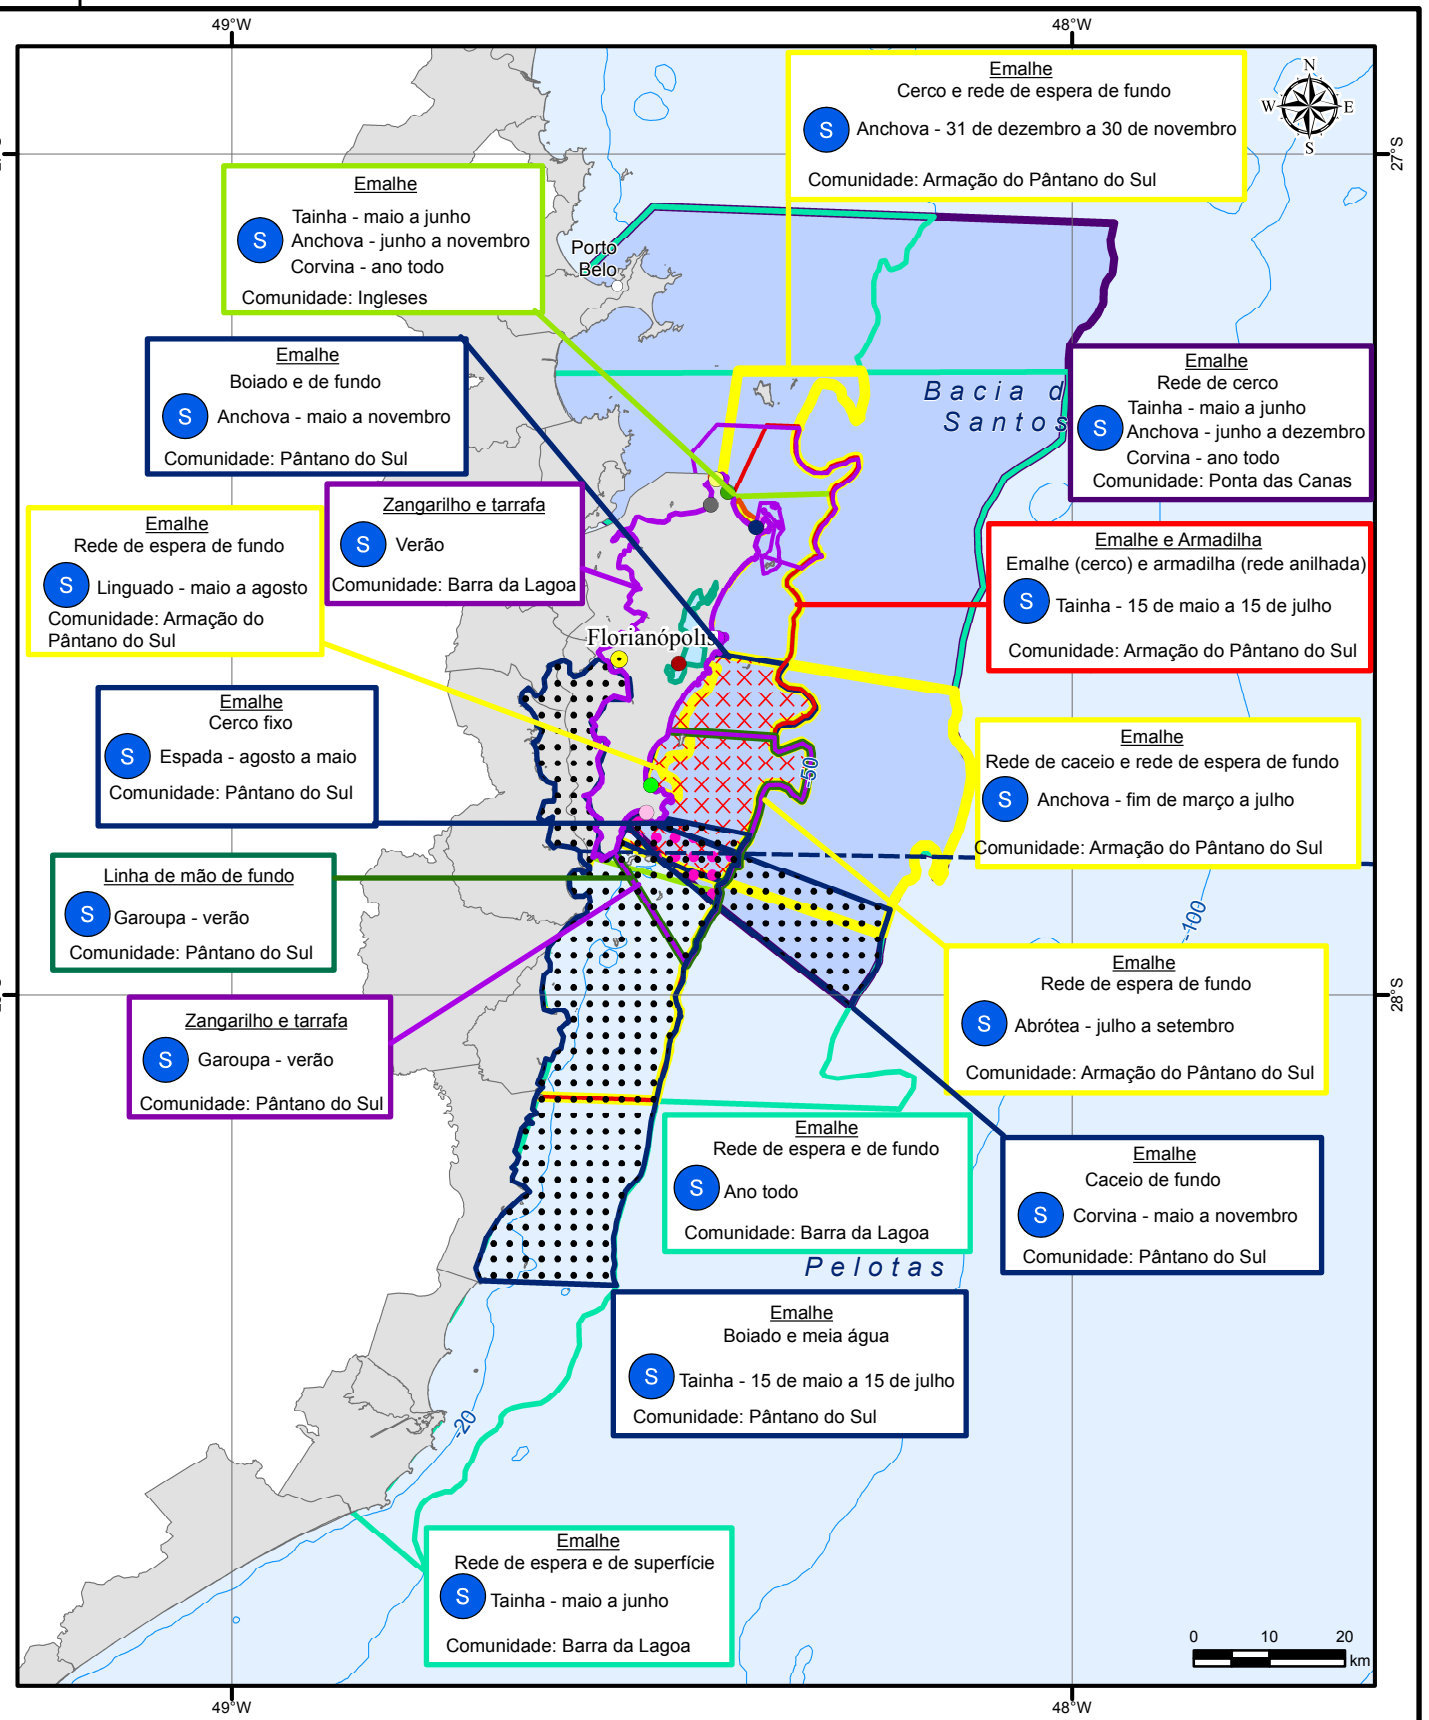 49°W
48°W
Emalhe
Cerco e rede de espera de fundo
S
Anchova - 31 de dezembro a 30 de novembro
Comunidade: Armação do Pântano do Sul
N
W
E
S
27°S
Emalhe
Tainha - maio a junho
S
Anchova - junho a novembro
Corvina - ano todo
Comunidade: Ingleses
Porto
Belo
Emalhe
Boiado e de fundo
S
Anchova - maio a novembro
Comunidade: Pântano do Sul
Bacia d
Santos
Emalhe
Rede de cerco
Tainha - maio a junho
S
Anchova - junho a dezembro
Corvina - ano todo
Comunidade: Ponta das Canas
Zangarilho e tarrafa
S
Verão
Comunidade: Barra da Lagoa
Emalhe
Rede de espera de fundo
S
Linguado - maio a agosto
Comunidade: Armação do
Pântano do Sul
Emalhe e Armadilha
Emalhe (cerco) e armadilha (rede anilhada)
S
Tainha - 15 de maio a 15 de julho
Comunidade: Armação do Pântano do Sul
Florianópolis
Emalhe
Cerco fixo
S
Espada - agosto a maio
Comunidade: Pântano do Sul
Emalhe
Rede de caceio e rede de espera de fundo
S
Anchova - fim de março a julho
Comunidade: Armação do Pântano do Sul
-50
Linha de mão de fundo
S
Garoupa - verão
Comunidade: Pântano do Sul
-100
Emalhe
Rede de espera de fundo
S
Abrótea - julho a setembro
Comunidade: Armação do Pântano do Sul
28°S
Zangarilho e tarrafa
S
Garoupa - verão
Comunidade: Pântano do Sul
Emalhe
Rede de espera e de fundo
S
Ano todo
Comunidade: Barra da Lagoa
Emalhe
Caceio de fundo
S
Corvina - maio a novembro
Comunidade: Pântano do Sul
Pelotas
Emalhe
Boiado e meia água
S
Tainha - 15 de maio a 15 de julho
Comunidade: Pântano do Sul
-20
Emalhe
Rede de espera e de superfície
S
Tainha - maio a junho
Comunidade: Barra da Lagoa
0 10 20
km
49°W
48°W